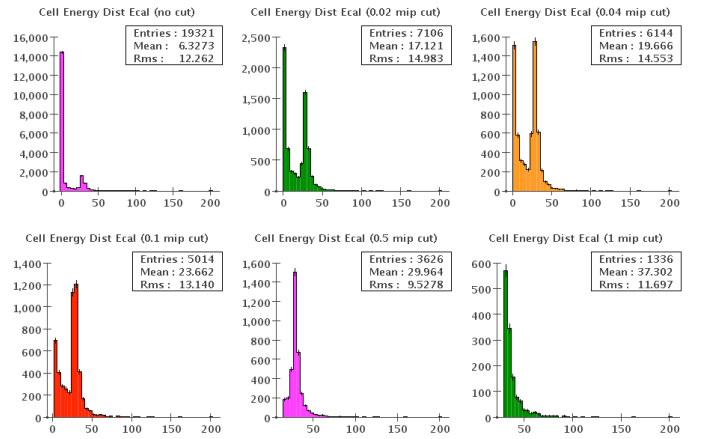 Cell Energy Dist Ecal (no cut)
Entries : 19321
Mean : 6.3273
Rms : 12.262
16,000
14,000
12,000
10,000
8,000
6,000
4,000
2,000
0
0 50 100 150 200
Cell Energy Dist Ecal (0.02 mip cut)
Entries : 7106
Mean : 17.121
Rms : 14.983
2,500
2,000
1,500
1,000
500
0
0 50 100 150 200
Cell Energy Dist Ecal (0.04 mip cut)
Entries : 6144
Mean : 19.666
Rms : 14.553
1,600
1,400
1,200
1,000
800
600
400
200
0
0 50 100 150 200
Cell Energy Dist Ecal (0.1 mip cut)
Entries : 5014
Mean : 23.662
Rms : 13.140
1,400
1,200
1,000
800
600
400
200
0
0 50 100 150 200
Cell Energy Dist Ecal (0.5 mip cut)
Entries : 3626
Mean : 29.964
Rms : 9.5278
1,600
1,400
1,200
1,000
800
600
400
200
0
50 100 150 200
Cell Energy Dist Ecal (1 mip cut)
Entries : 1336
Mean : 37.302
Rms : 11.697
600
500
400
300
200
100
0
50 100 150 200